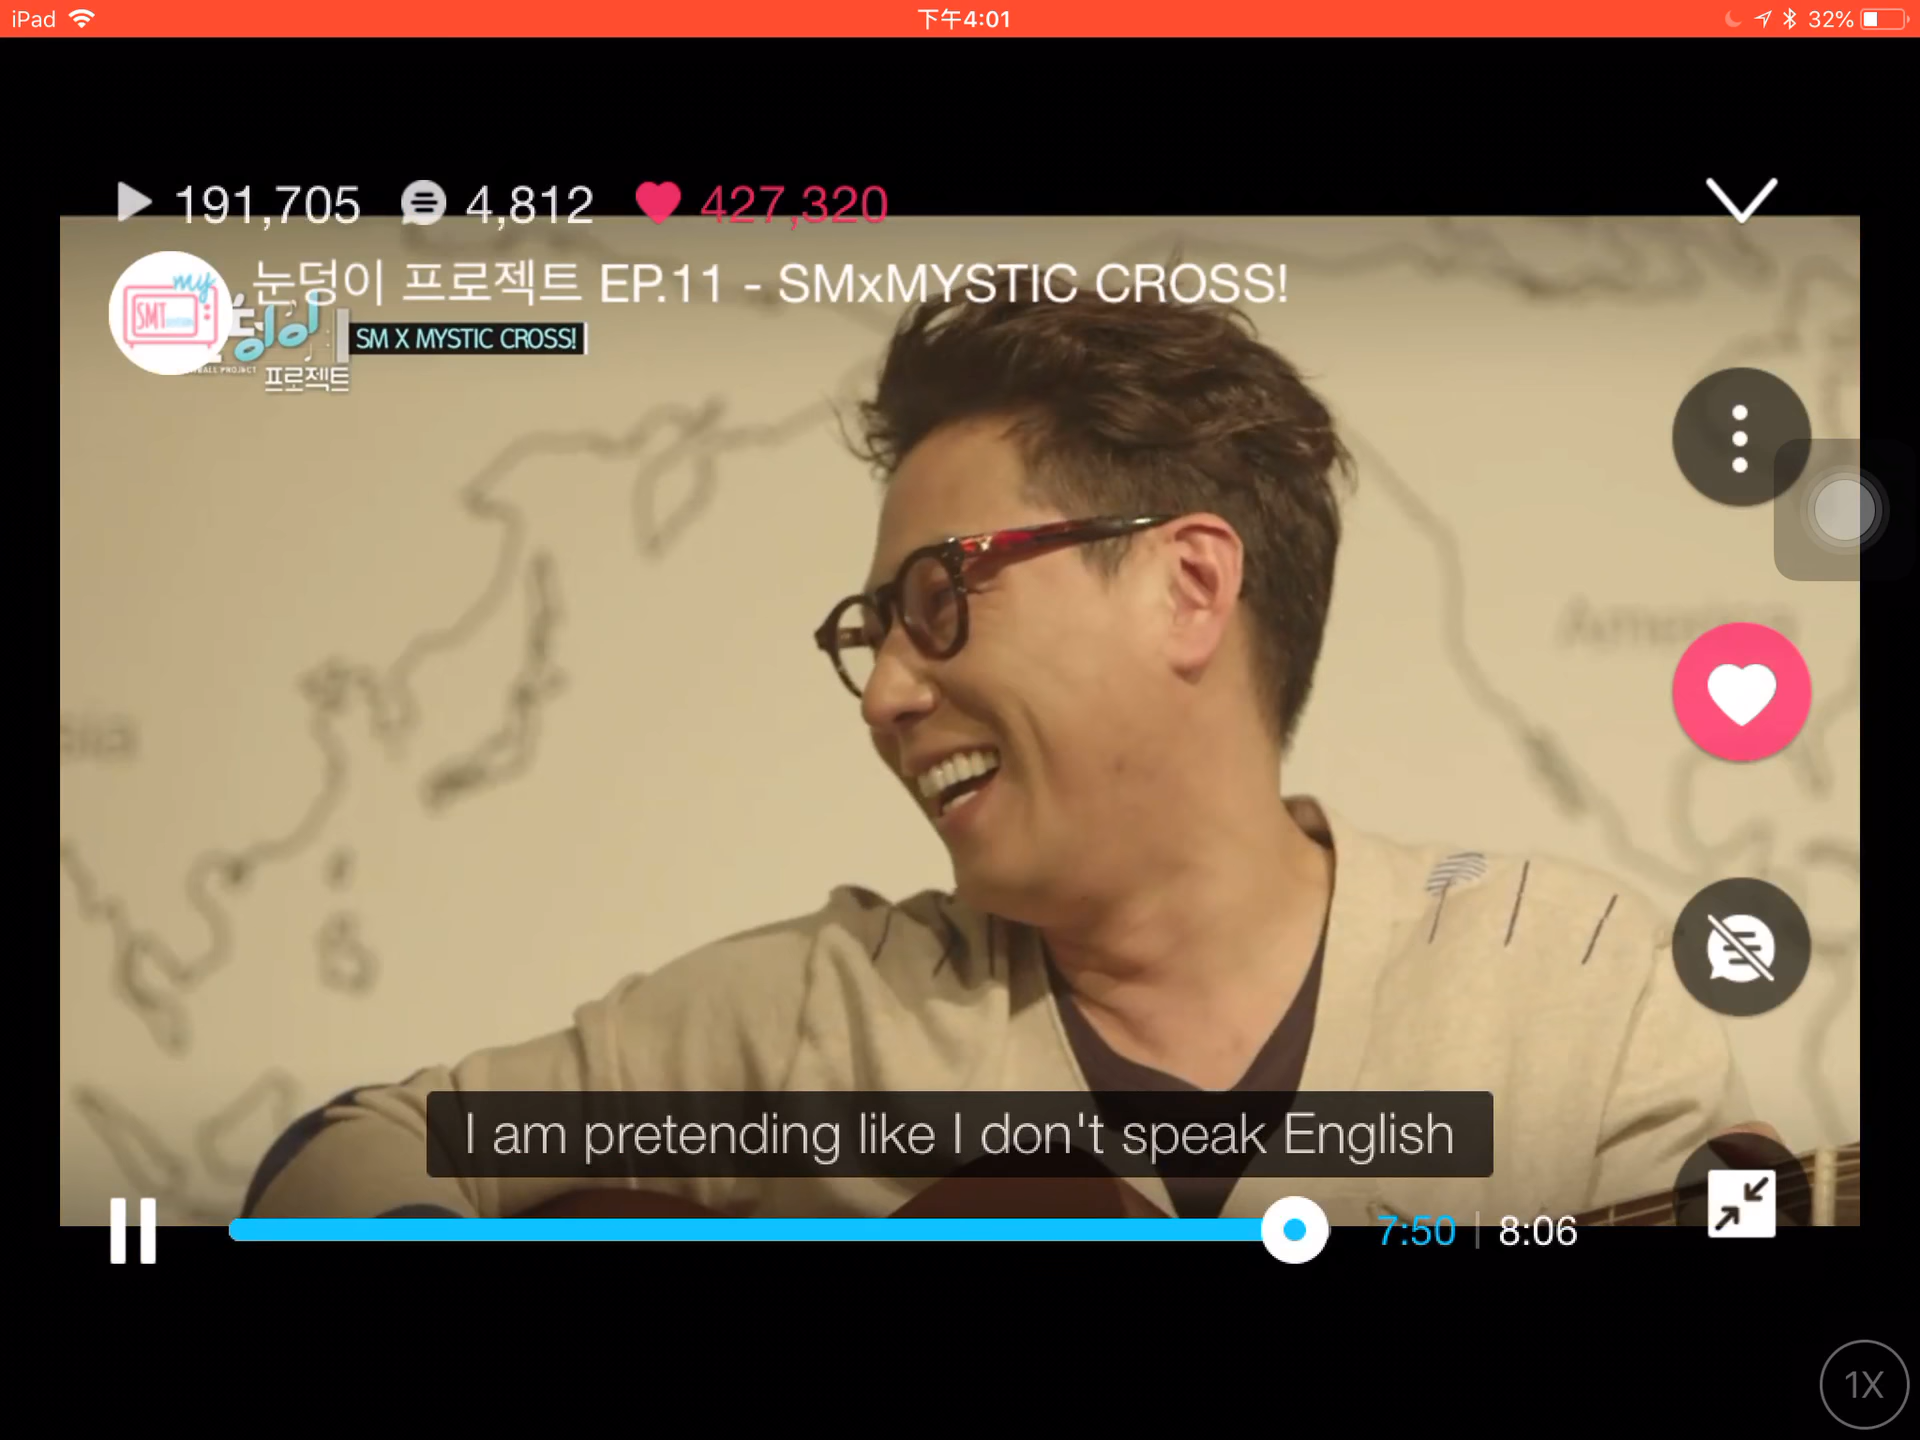 iPad 下午4:01 32%
191,705 4,812 427,320
눈덩이 프로젝트 EP.11 - SMxMYSTIC CROSS!
my
SMT
SM X MYSTIC CROSS!
프로젝트
America
I am pretending like I don't speak English
7:50 | 8:06
1X